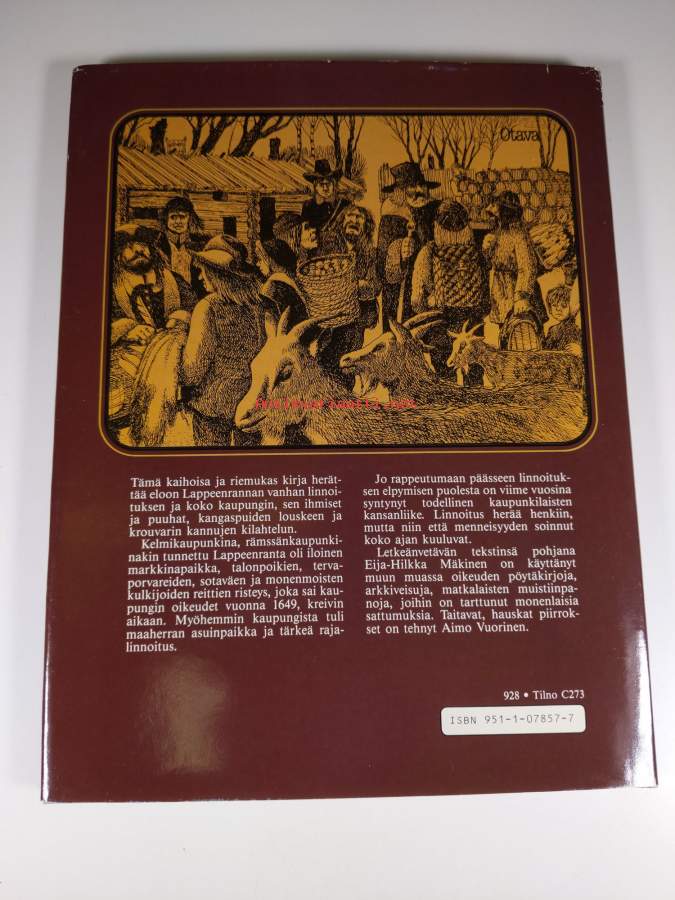 Otava
Tämä kaihoisa ja riemukas kirja herät-
tää eloon Lappeenrannan vanhan linnoi-
tuksen ja koko kaupungin, sen ihmiset
ja puuhat, kangaspuiden louskeen ja
krouvarin kannujen kilahtelun.
Kelmikaupunkina, rämssänkaupunki-
nakin tunnettu Lappeenranta oli iloinen
markkinapaikka, talonpoikien, terva-
porvareiden, sotaväen ja monenmoisten
kulkijoiden reittien risteys, joka sai kau-
pungin oikeudet vuonna 1649, kreivin
aikaan. Myöhemmin kaupungista tuli
maaherran asuinpaikka ja tärkeä raja-
linnoitus.
Jo rappeutumaan päässeen linnoituk-
sen elpymisen puolesta on viime vuosina
syntynyt todellinen kaupunkilaisten
kansanliike. Linnoitus herää henkiin,
mutta niin että menneisyyden soinnut
koko ajan kuuluvat.
Letkeänvetävän tekstinsä pohjana
Eija-Hilkka Mäkinen on käyttänyt
muun muassa oikeuden pöytäkirjoja,
arkkiveisuja, matkalaisten muistiinpa-
noja, joihin on tarttunut monenlaisia
sattumuksia. Taitavat, hauskat piirrok-
set on tehnyt Aimo Vuorinen.
928 • Tilno C273
ISBN 951-1-07857-7